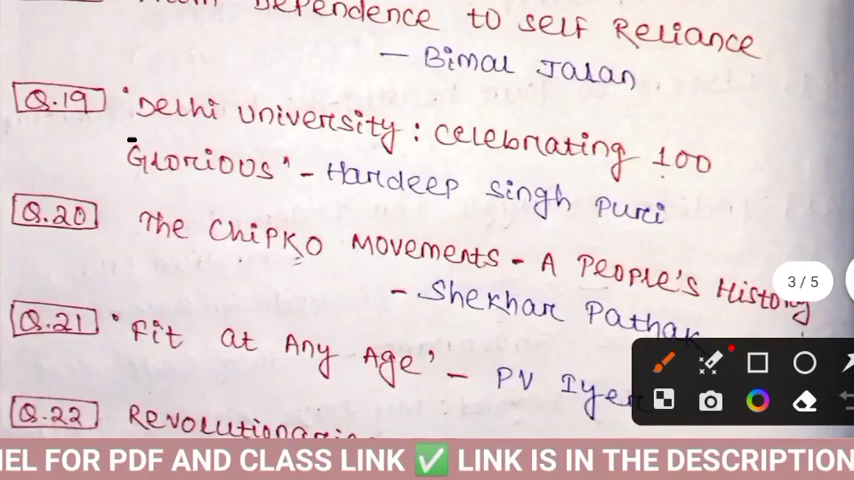 Dependence to self Reliance
- Bimal Jalan
Q.19 'Delhi University : celebrating 100
Glorious' - Hardeep Singh Puri
Q.20 The Chipko Movements - A People's History
- Shekhar Pathak
3/5
Q.21 'Fit at Any Age' - PV Iyer
Q.22
NEL FOR PDF AND CLASS LINK ✅ LINK IS IN THE DESCRIPTION